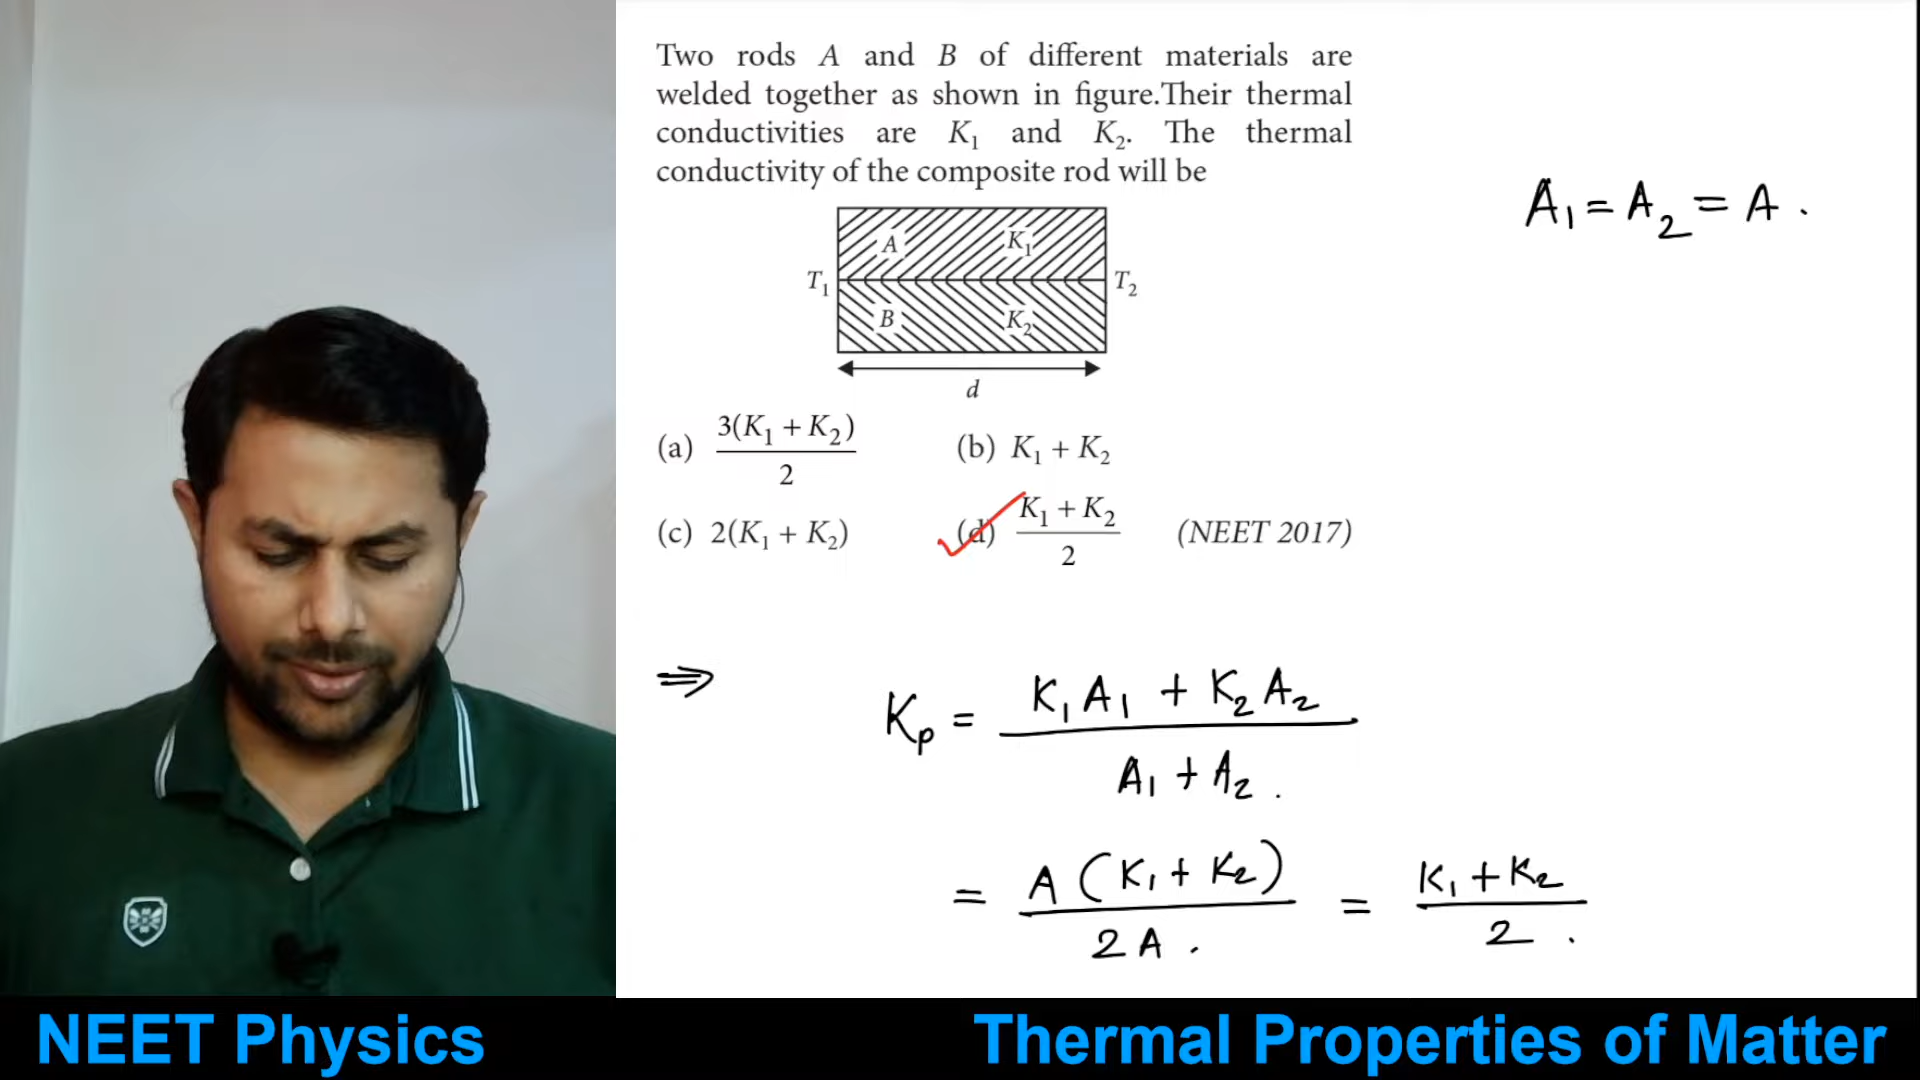 Two rods A and B of different materials are
welded together as shown in figure.Their thermal
conductivities are K₁ and K₂. The thermal
conductivity of the composite rod will be
A₁ = A₂ = A .
A K₁
T₁ T₂
B K₂
d
(a) 3(K₁ + K₂)/2 (b) K₁ + K₂
(c) 2(K₁ + K₂) (d) K₁ + K₂/2 (NEET 2017)
⇒ Kp = K₁A₁ + K₂A₂ / A₁ + A₂ .
= A (K₁ + K₂) / 2A . = K₁ + K₂ / 2 .
NEET Physics
Thermal Properties of Matter